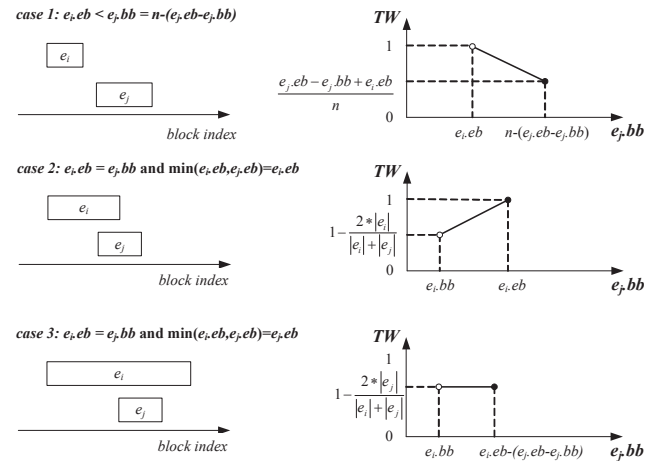 case 1: ei.eb < ej.bb = n-(ej.eb-ej.bb)
ei
ej
block index
TW
1
ej.eb − ej.bb + ei.eb
n
0
ei.eb
n-(ej.eb-ej.bb)
ej.bb
case 2: ei.eb = ej.bb and min(ei.eb,ej.eb)=ei.eb
ei
ej
block index
TW
1
1 − 2*|ei|
|ei|+|ej|
0
ei.bb
ei.eb
ej.bb
case 3: ei.eb = ej.bb and min(ei.eb,ej.eb)=ej.eb
ei
ej
block index
TW
1
1 − 2*|ej|
|ei|+|ej|
0
ei.bb
ei.eb-(ej.eb-ej.bb)
ej.bb